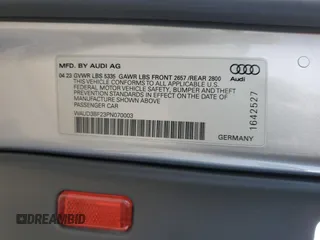 MFD. BY AUDI AG
Audi
04 23 GVWR LBS 5335 GAWR LBS FRONT 2657 /REAR 2800
THIS VEHICLE CONFORMS TO ALL APPLICABLE U.S.
FEDERAL MOTOR VEHICLE SAFETY, BUMPER AND THEFT
PREVENTION STANDARDS IN EFFECT ON THE DATE OF
MANUFACTURE SHOWN ABOVE.
PASSENGER CAR
1642527
GERMANY
DREAMBID